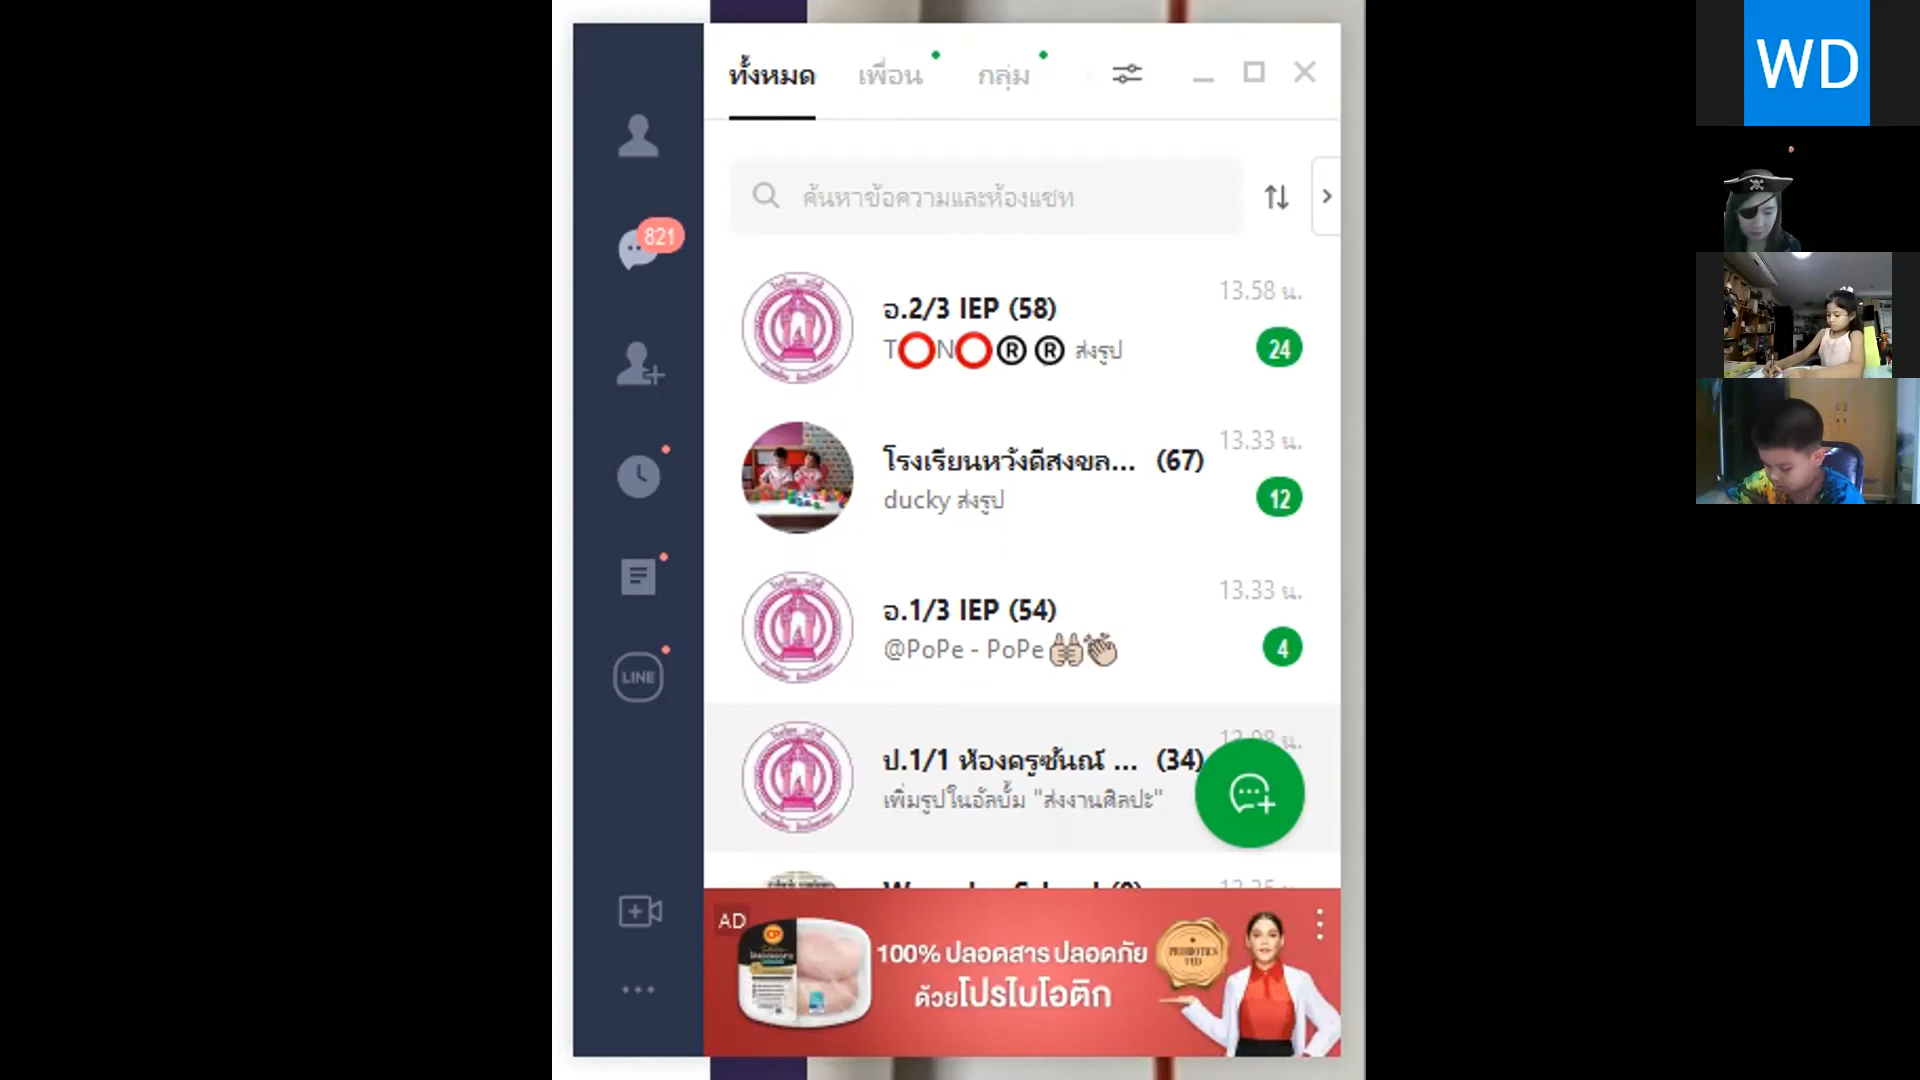 ทั้งหมด
เพื่อน
กลุ่ม
ค้นหาข้อความและห้องแชท
821
อ.2/3 IEP (58)
13.58 น.
T⭕N⭕®® ส่งรูป
24
โรงเรียนหวังดีสงขล... (67)
13.33 น.
ducky ส่งรูป
12
อ.1/3 IEP (54)
13.33 น.
@PoPe - PoPe
4
ป.1/1 ห้องครูซันณ์ ... (34)
เพิ่มรูปในอัลบั้ม "ส่งงานศิลปะ"
LINE
AD
CP
100% ปลอดสาร ปลอดภัย
ด้วยโปรไบโอติก
PROBIOTICS
FED
WD